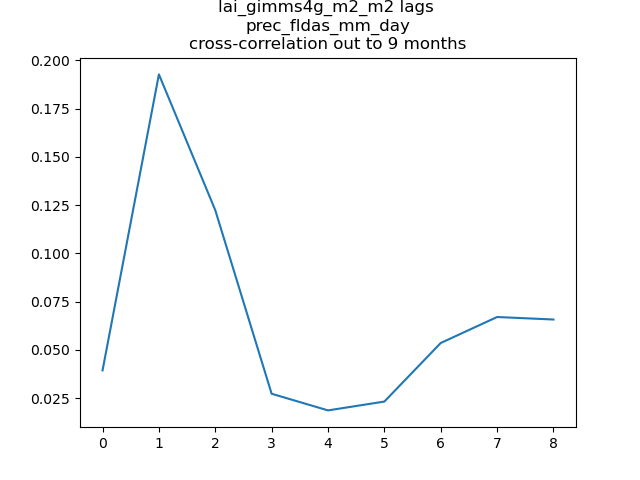 lai_gimms4g_m2_m2 lags
prec_fldas_mm_day
cross-correlation out to 9 months
0.200
0.175
0.150
0.125
0.100
0.075
0.050
0.025
0 1 2 3 4 5 6 7 8